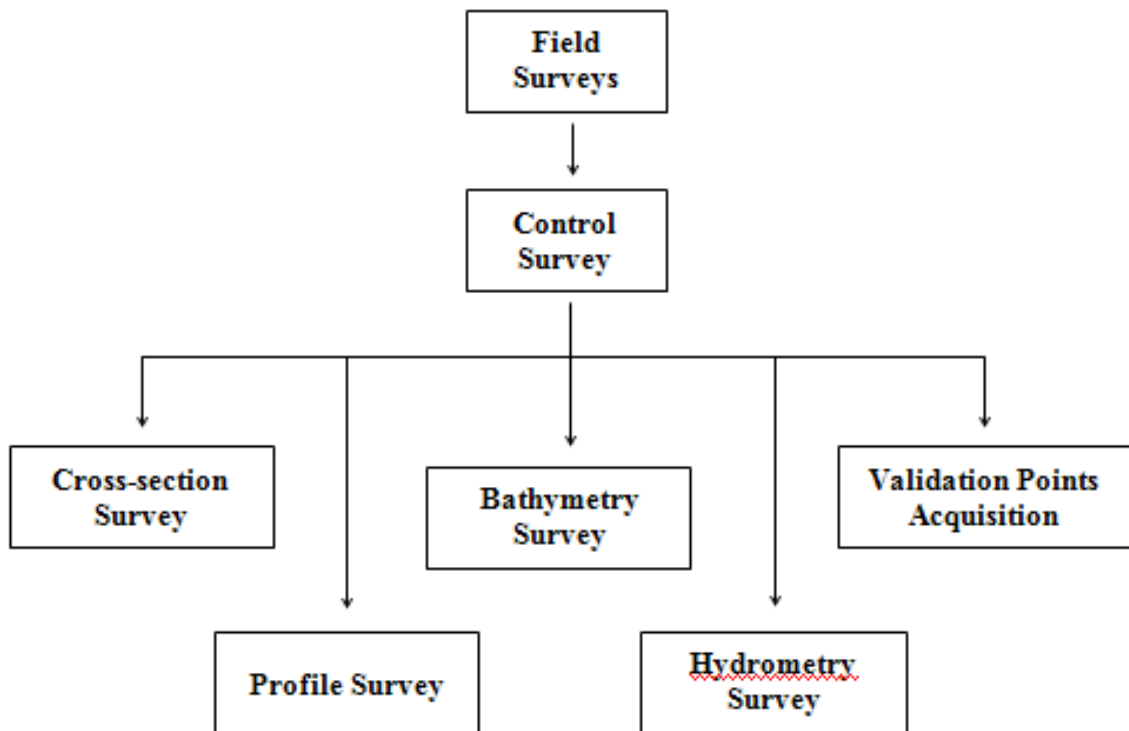 Field
Surveys
Control
Survey
Cross-section
Survey
Bathymetry
Survey
Validation Points
Acquisition
Profile Survey
Hydrometry
Survey